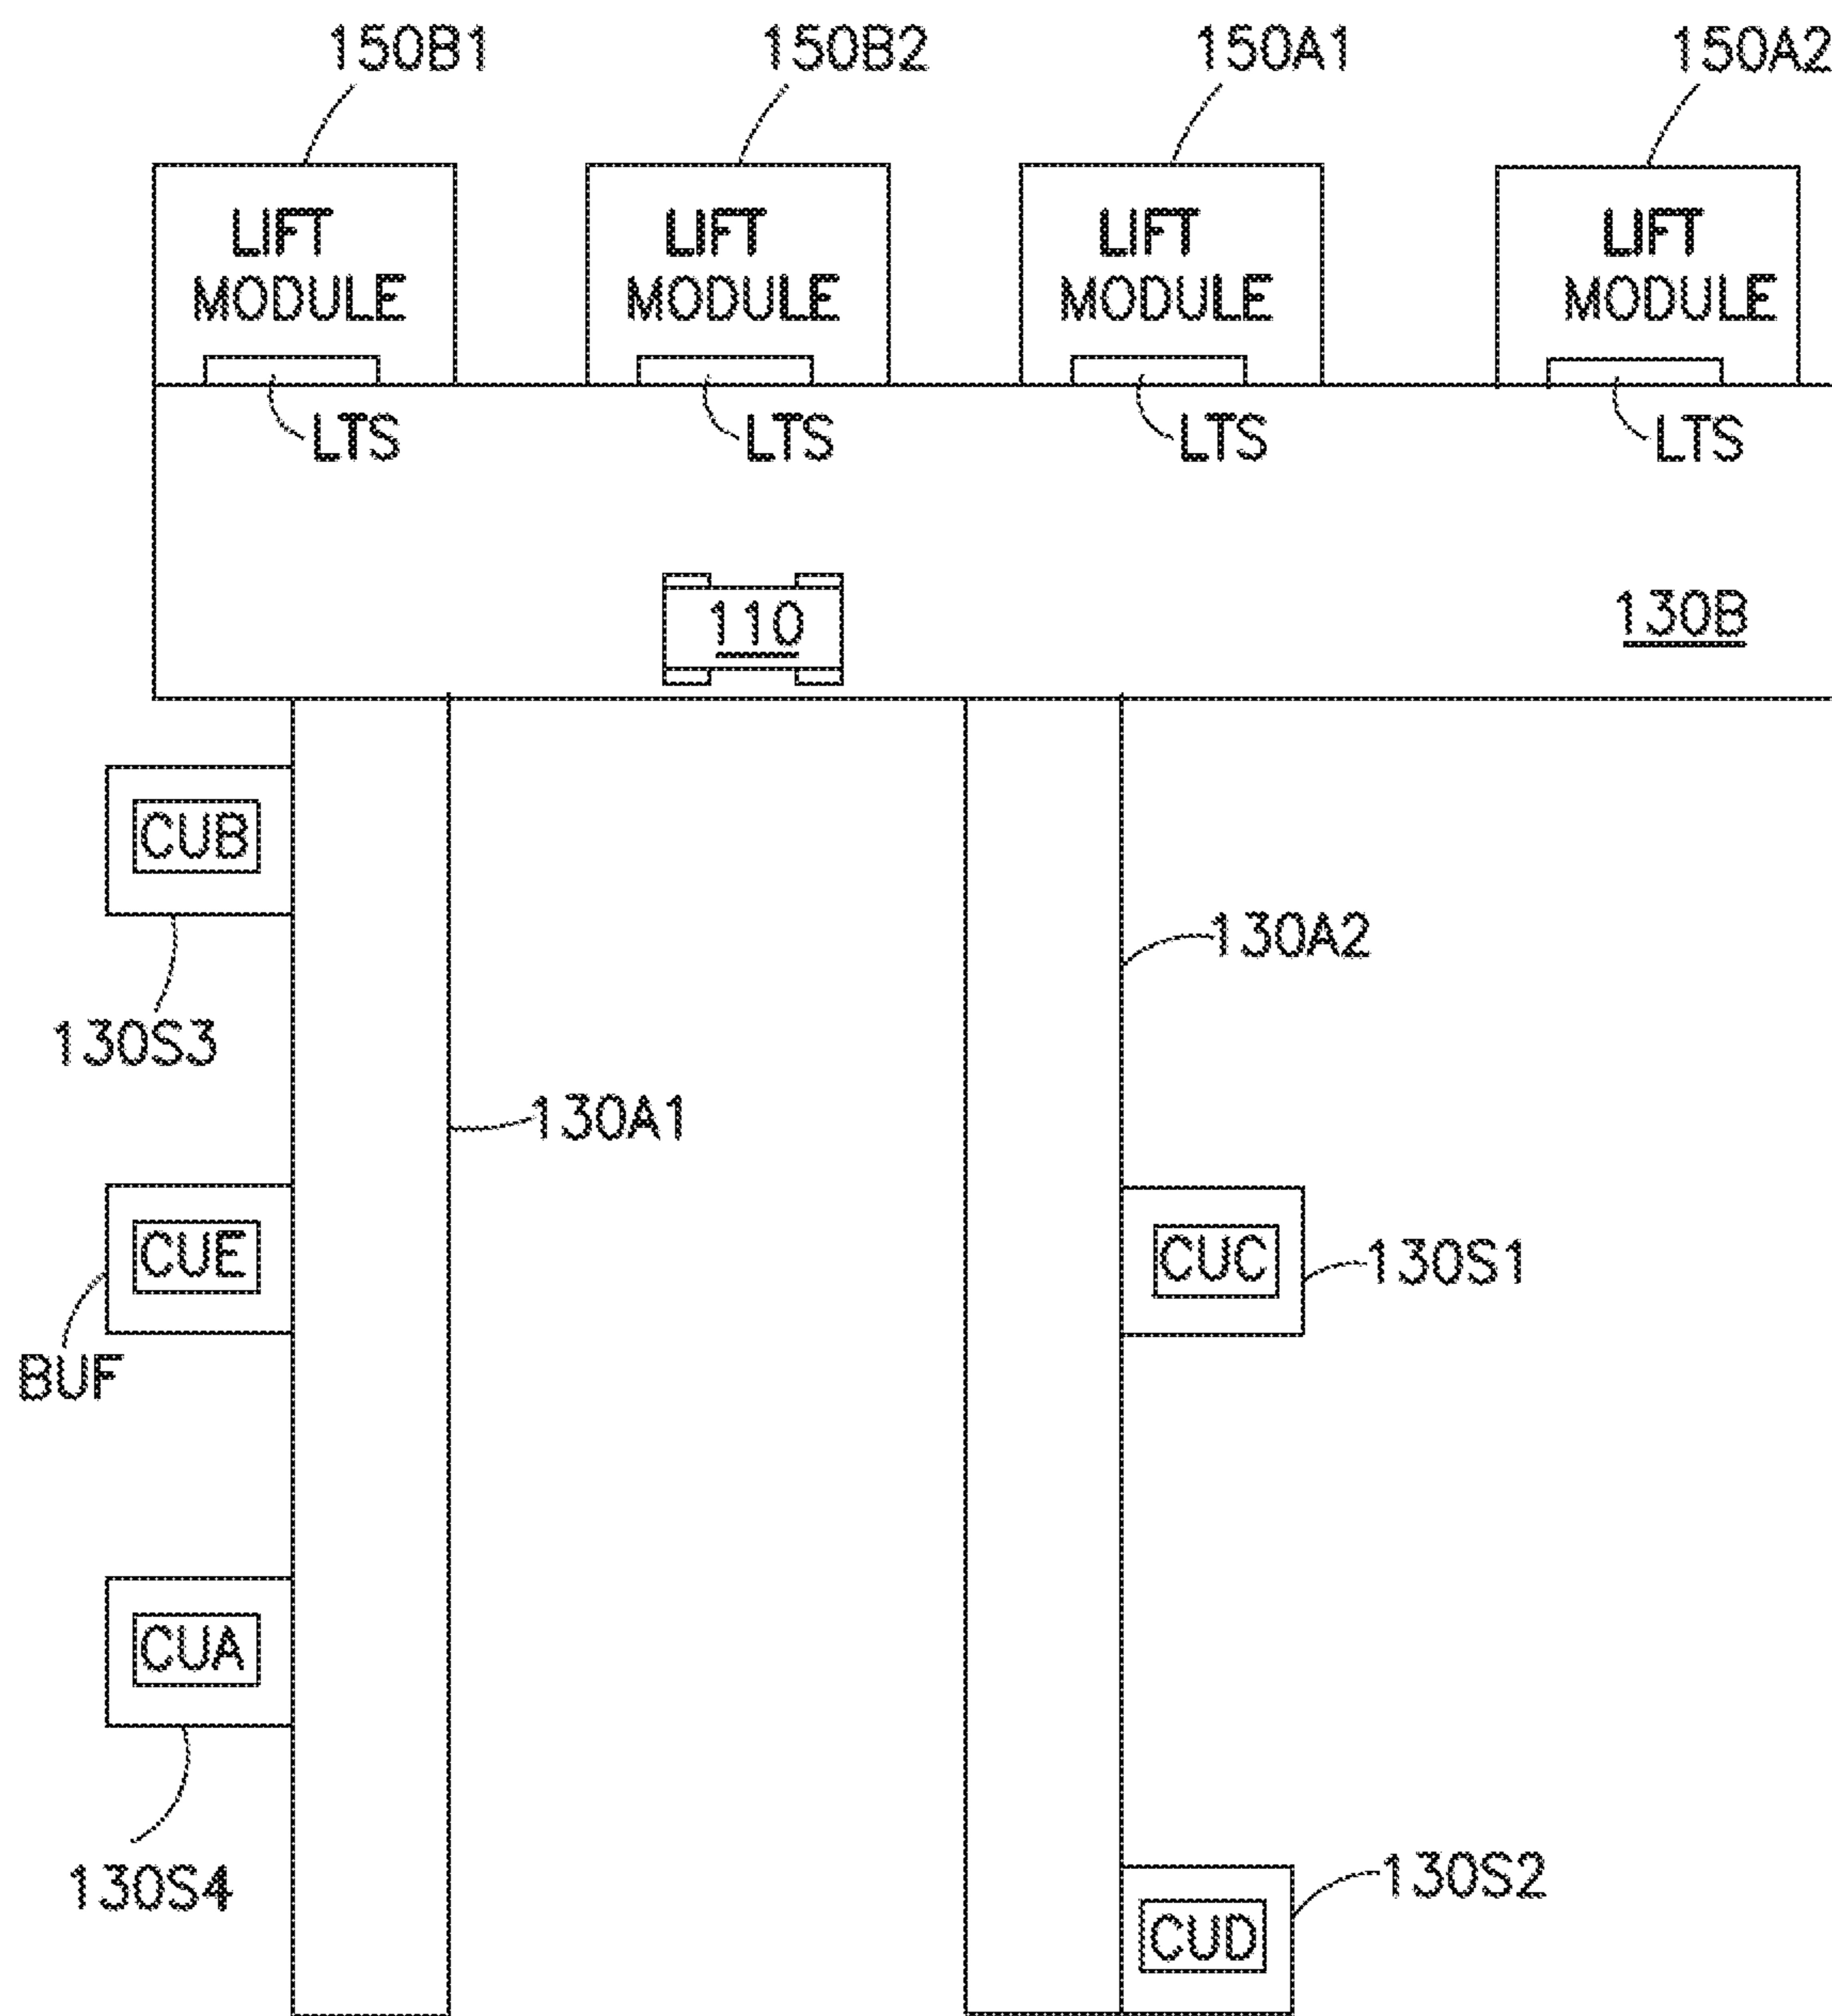 150B1 150B2 150A1 150A2
LIFT MODULE
LIFT MODULE
LIFT MODULE
LIFT MODULE
LTS LTS LTS LTS
110
130B
CUB
130A2
130S3
130A1
CUE
CUC
130S1
BUF
CUA
130S4
130S2
CUD